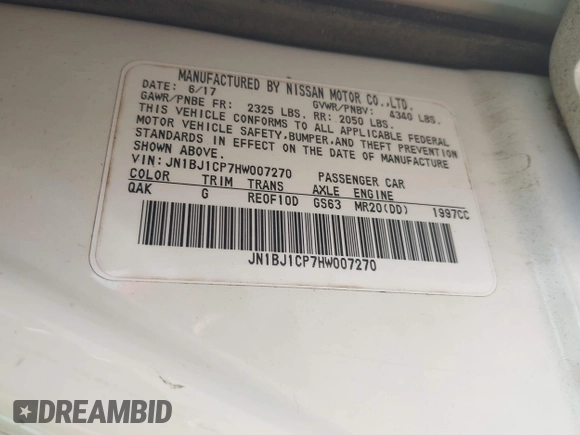 MANUFACTURED BY NISSAN MOTOR CO.,LTD.
DATE: 6/17 GVWR/PNBV: 4340 LBS.
GAWR/PNBE FR: 2325 LBS. RR: 2050 LBS.
THIS VEHICLE CONFORMS TO ALL APPLICABLE FEDERAL
MOTOR VEHICLE SAFETY,BUMPER,AND THEFT PREVENTION
STANDARDS IN EFFECT ON THE DATE OF MANUFACTURE
SHOWN ABOVE.
VIN: JN1BJ1CP7HW007270 PASSENGER CAR
COLOR TRIM TRANS AXLE ENGINE
QAK G RE0F10D GS63 MR20(DD) 1997CC
JN1BJ1CP7HW007270
DREAMBID